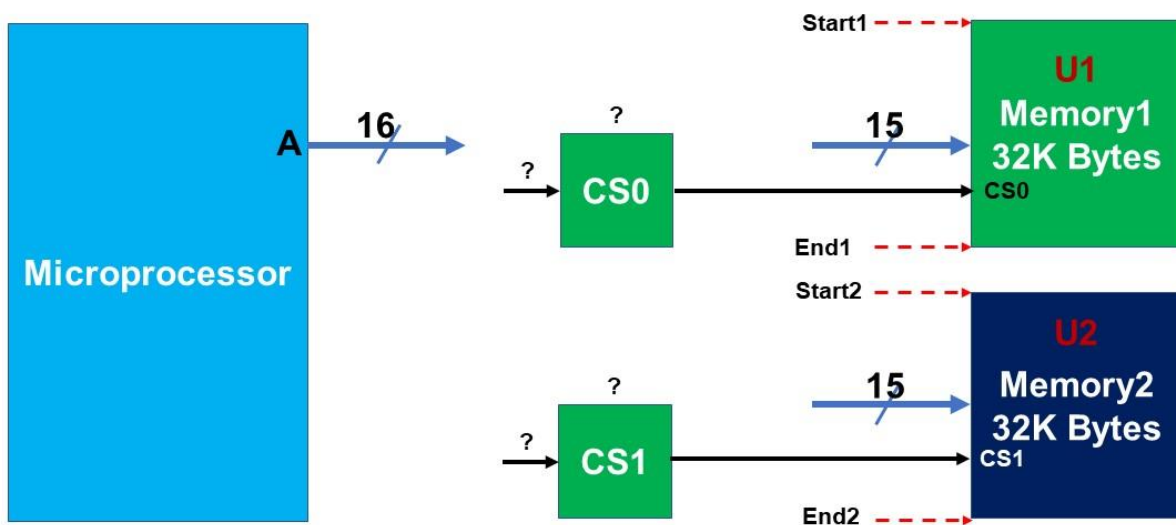 Microprocessor
A
16
?
?
CS0
15
Start1
U1
Memory1
32K Bytes
CS0
End1
Start2
?
?
CS1
15
U2
Memory2
32K Bytes
CS1
End2